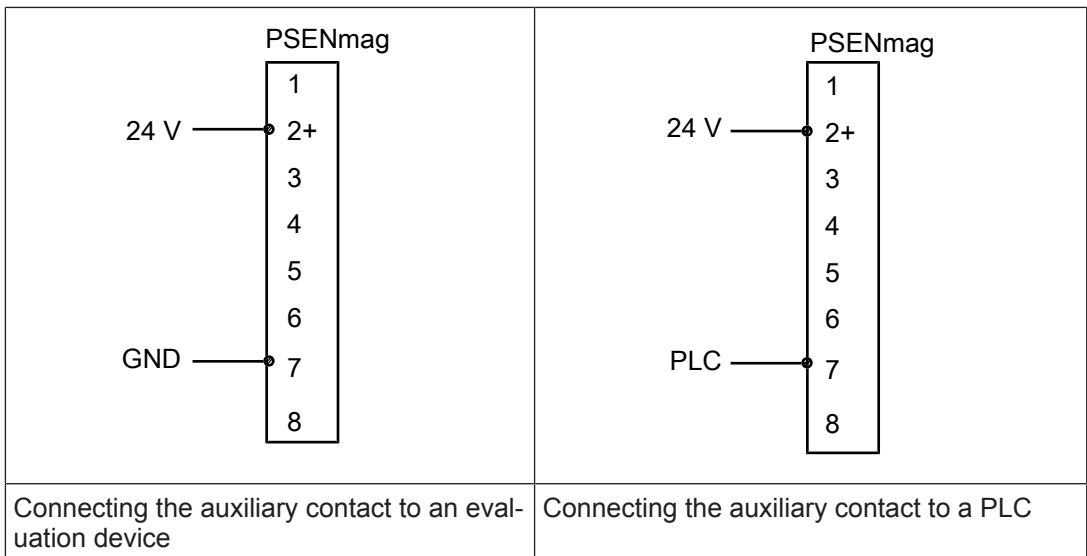 PSENmag
1
24 V 2+
3
4
5
6
GND 7
8
PSENmag
1
24 V 2+
3
4
5
6
PLC 7
8
Connecting the auxiliary contact to an eval-
uation device
Connecting the auxiliary contact to a PLC